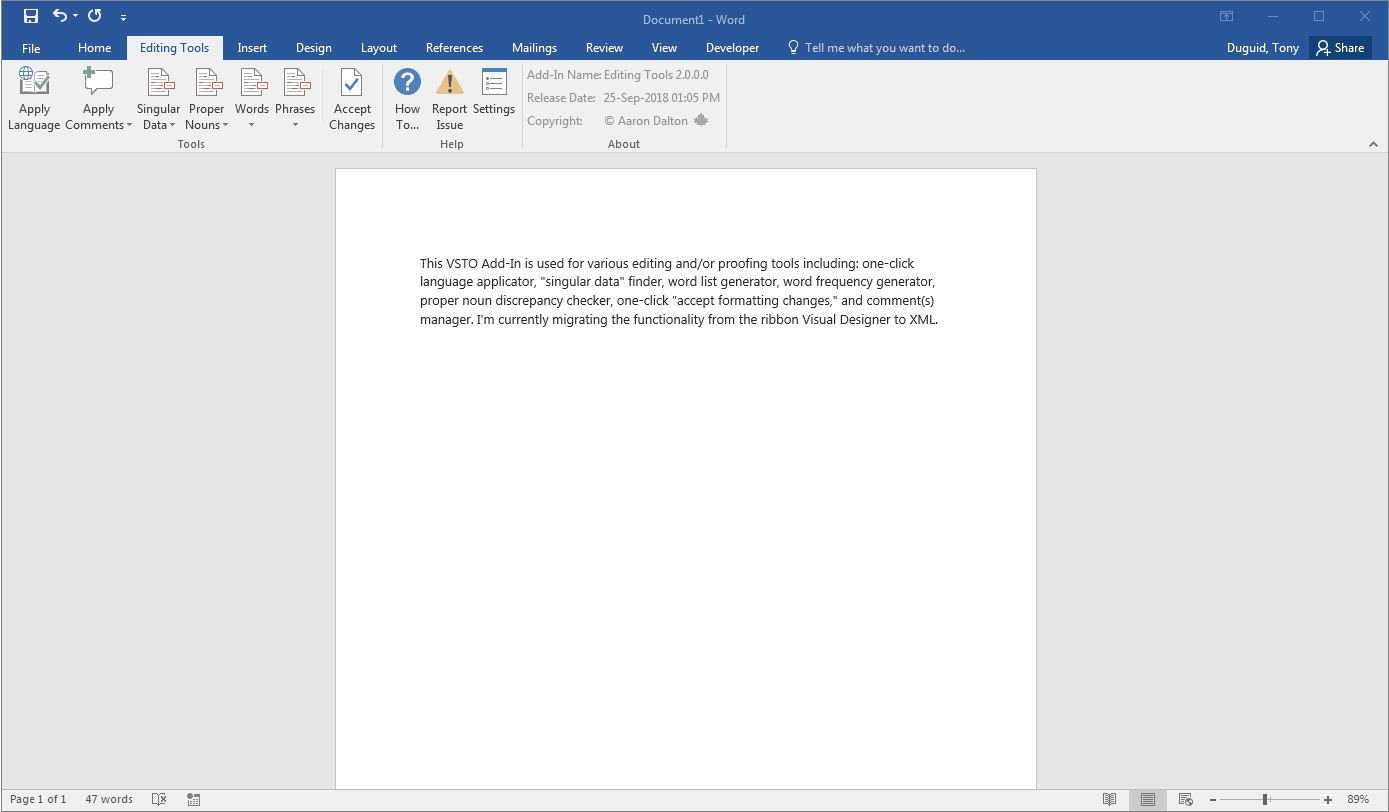 Document1 - Word
File Home Editing Tools Insert Design Layout References Mailings Review View Developer Tell me what you want to do... Duguid, Tony Share
Apply Language
Apply Comments
Singular Data
Proper Nouns
Words
Phrases
Accept Changes
Tools
How To...
Report Issue
Settings
Help
Add-In Name: Editing Tools 2.0.0.0
Release Date: 25-Sep-2018 01:05 PM
Copyright: © Aaron Dalton
About
This VSTO Add-In is used for various editing and/or proofing tools including: one-click
language applicator, "singular data" finder, word list generator, word frequency generator,
proper noun discrepancy checker, one-click "accept formatting changes," and comment(s)
manager. I'm currently migrating the functionality from the ribbon Visual Designer to XML.
Page 1 of 1 47 words 89%